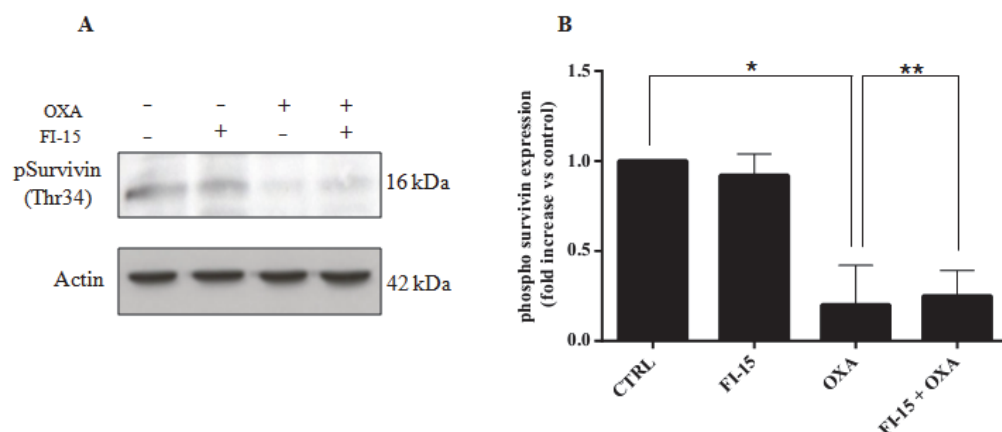 A
OXA - - + +
FI-15 - + - +
pSurvivin
(Thr34)
16 kDa
Actin
42 kDa
B
phospho survivin expression
(fold increase vs control)
1.5
1.0
0.5
0.0
*
**
CTRL
FI-15
OXA
FI-15 + OXA